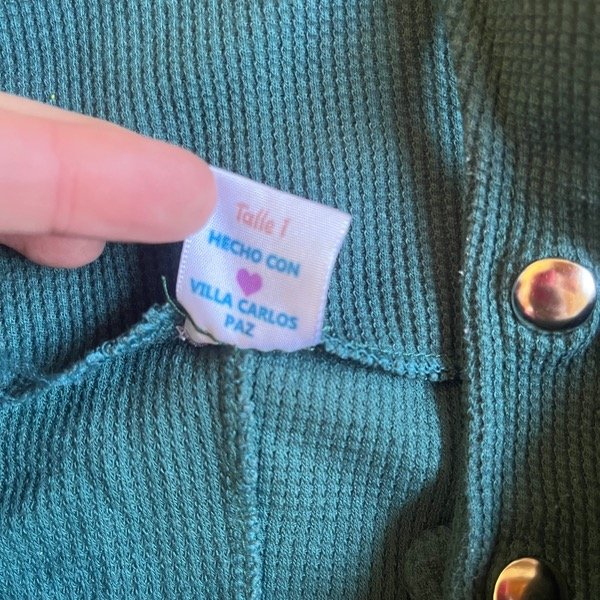 Talle 1
HECHO CON
VILLA CARLOS
PAZ